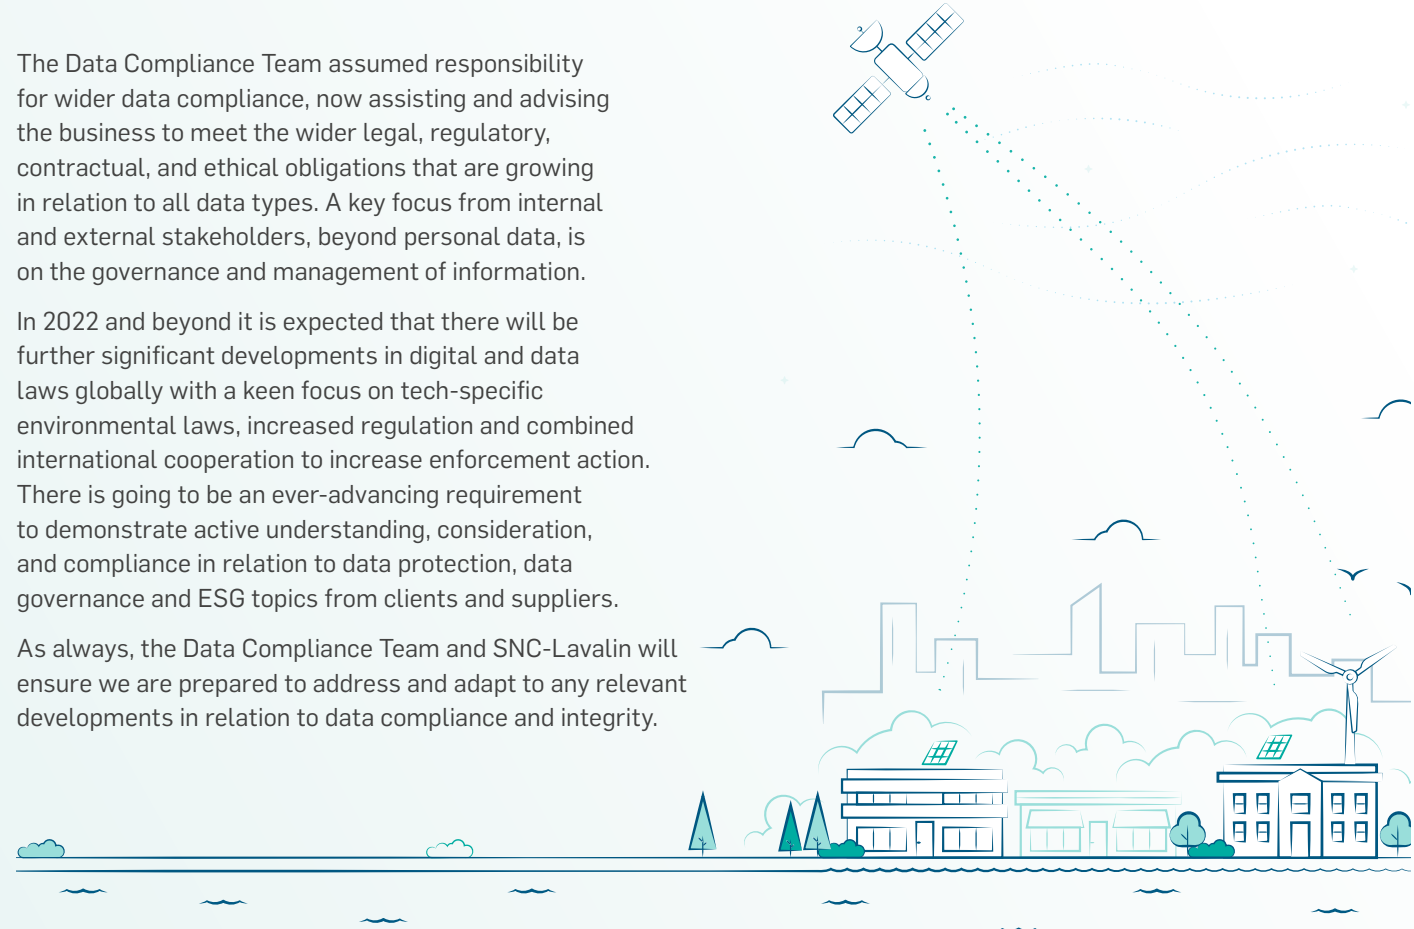 The Data Compliance Team assumed responsibility
for wider data compliance, now assisting and advising
the business to meet the wider legal, regulatory,
contractual, and ethical obligations that are growing
in relation to all data types. A key focus from internal
and external stakeholders, beyond personal data, is
on the governance and management of information.
In 2022 and beyond it is expected that there will be
further significant developments in digital and data
laws globally with a keen focus on tech-specific
environmental laws, increased regulation and combined
international cooperation to increase enforcement action.
There is going to be an ever-advancing requirement
to demonstrate active understanding, consideration,
and compliance in relation to data protection, data
governance and ESG topics from clients and suppliers.
As always, the Data Compliance Team and SNC-Lavalin will
ensure we are prepared to address and adapt to any relevant
developments in relation to data compliance and integrity.